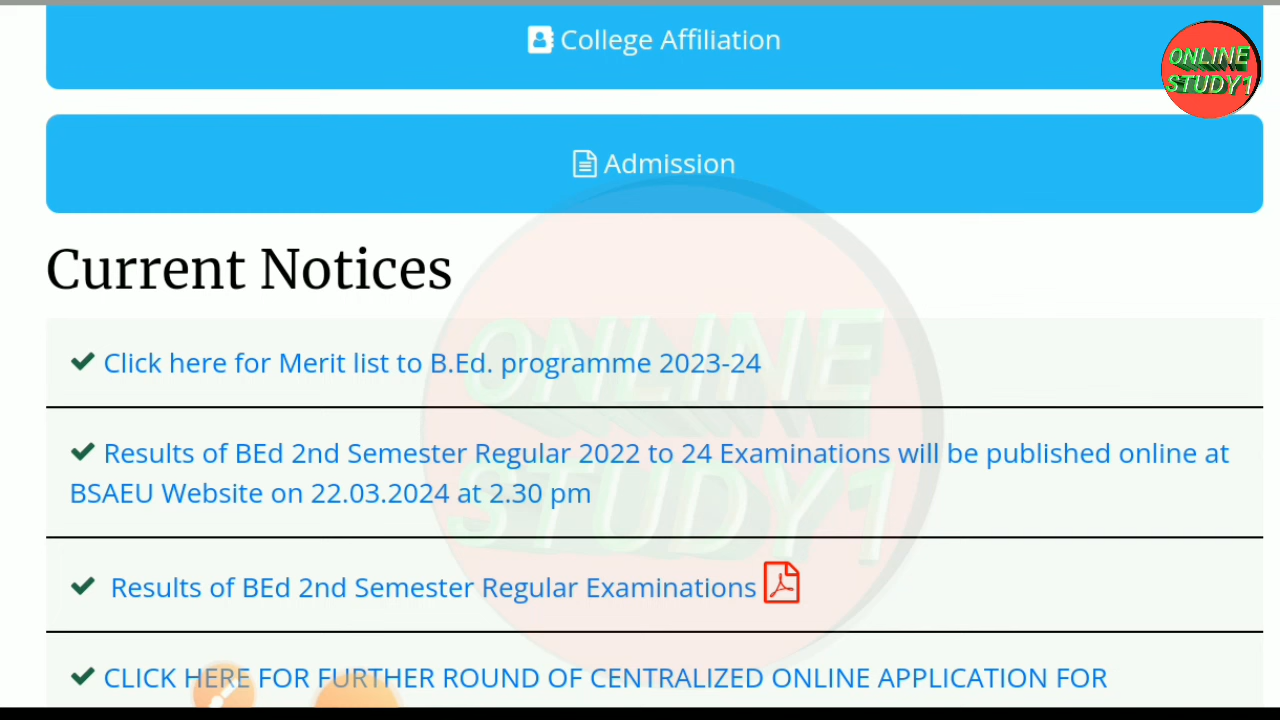 College Affiliation
ONLINE
STUDY1
Admission
Current Notices
Click here for Merit list to B.Ed. programme 2023-24
Results of BEd 2nd Semester Regular 2022 to 24 Examinations will be published online at
BSAEU Website on 22.03.2024 at 2.30 pm
Results of BEd 2nd Semester Regular Examinations
CLICK HERE FOR FURTHER ROUND OF CENTRALIZED ONLINE APPLICATION FOR
ONLINE
STUDY1